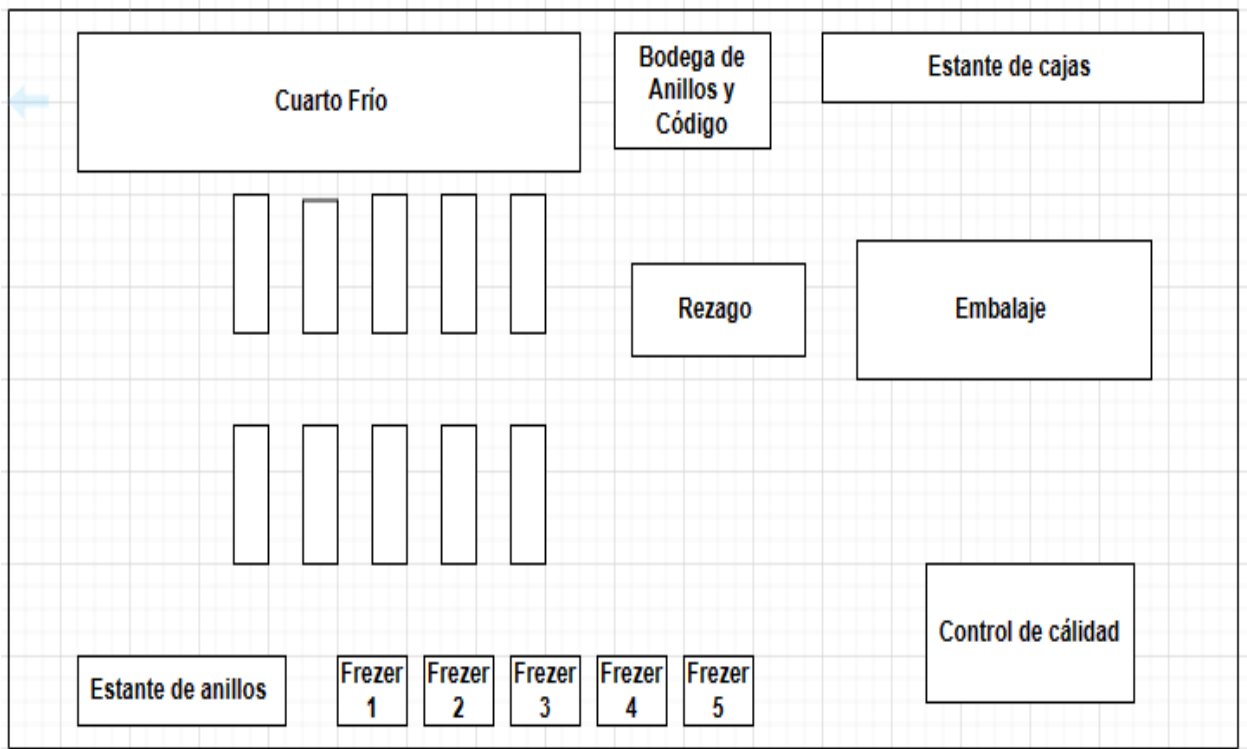 Cuarto Frío
Bodega de
Anillos y
Código
Estante de cajas
Rezago
Embalaje
Control de cálidad
Estante de anillos
Frezer
1
Frezer
2
Frezer
3
Frezer
4
Frezer
5